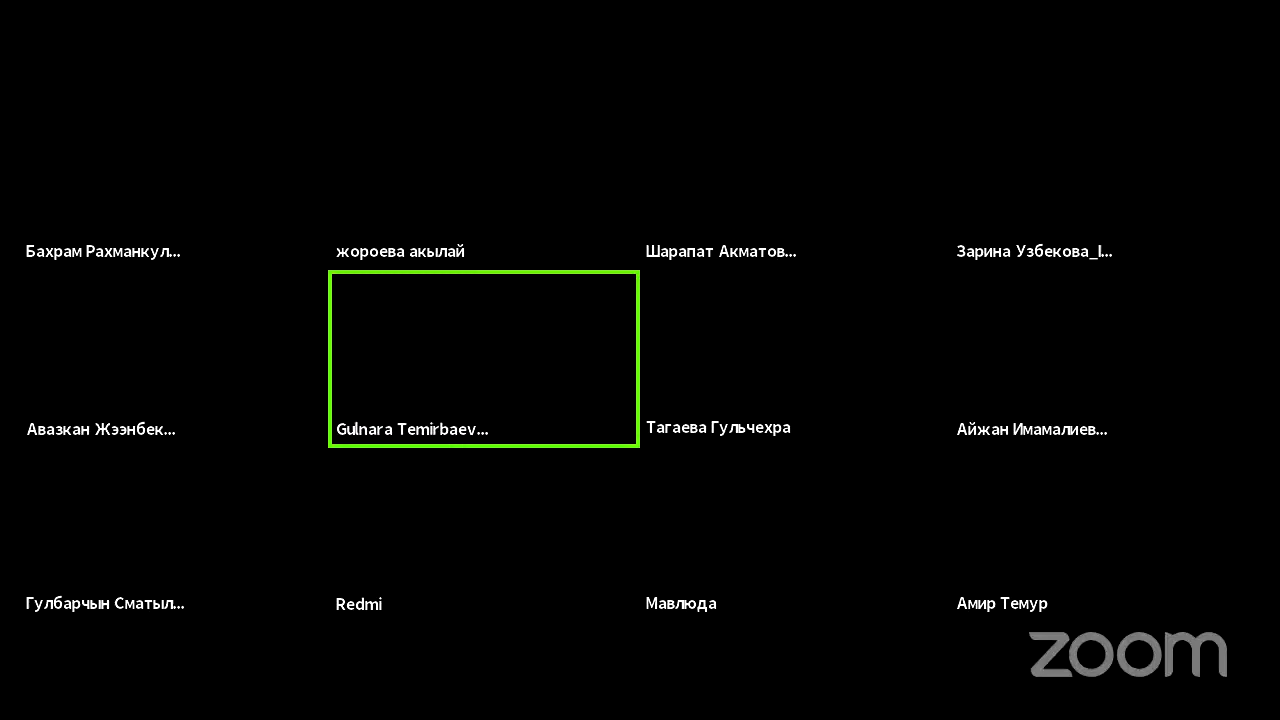 Бахрам Рахманкул...
жороева акылай
Шарапат Акматов...
Зарина Узбекова_I...
Авазкан Жээнбек...
Gulnara Temirbaev...
Тагаева Гульчехра
Айжан Имамалиев...
Гулбарчын Сматыл...
Redmi
Мавлюда
Амир Темур
zoom